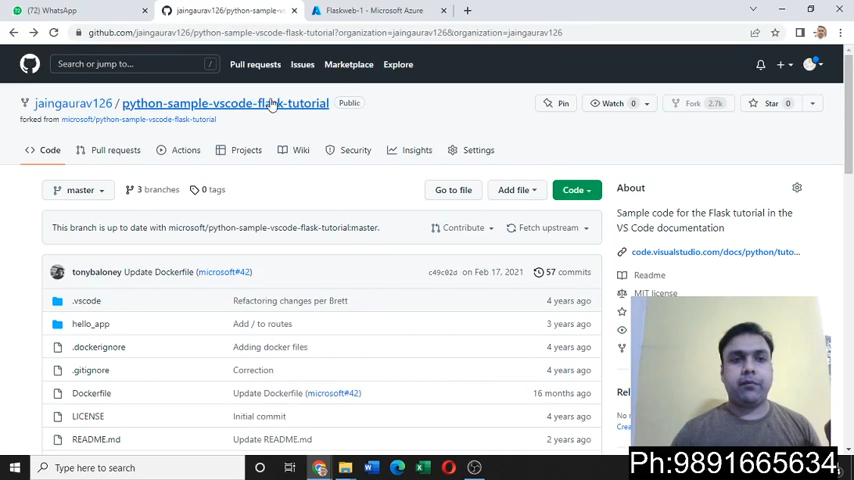 (72) WhatsApp
jaingaurav126/python-sample-v
Flaskweb-1 - Microsoft Azure
github.com/jaingaurav126/python-sample-vscode-flask-tutorial?organization=jaingaurav126&organization=jaingaurav126
Search or jump to...
/
Pull requests
Issues
Marketplace
Explore
jaingaurav126 / python-sample-vscode-flask-tutorial
Public
Pin
Watch 0
Fork 2.7k
Star 0
forked from microsoft/python-sample-vscode-flask-tutorial
Code
Pull requests
Actions
Projects
Wiki
Security
Insights
Settings
master
3 branches
0 tags
Go to file
Add file
Code
About
Sample code for the Flask tutorial in the
VS Code documentation
This branch is up to date with microsoft/python-sample-vscode-flask-tutorial:master.
Contribute
Fetch upstream
code.visualstudio.com/docs/python/tuto...
tonybaloney Update Dockerfile (microsoft#42)
c49c02d on Feb 17, 2021
57 commits
Readme
MIT license
.vscode
Refactoring changes per Brett
4 years ago
hello_app
Add / to routes
3 years ago
.dockerignore
Adding docker files
4 years ago
.gitignore
Correction
4 years ago
Dockerfile
Update Dockerfile (microsoft#42)
16 months ago
LICENSE
Initial commit
4 years ago
README.md
Update README.md
2 years ago
Type here to search
Ph:9891665634